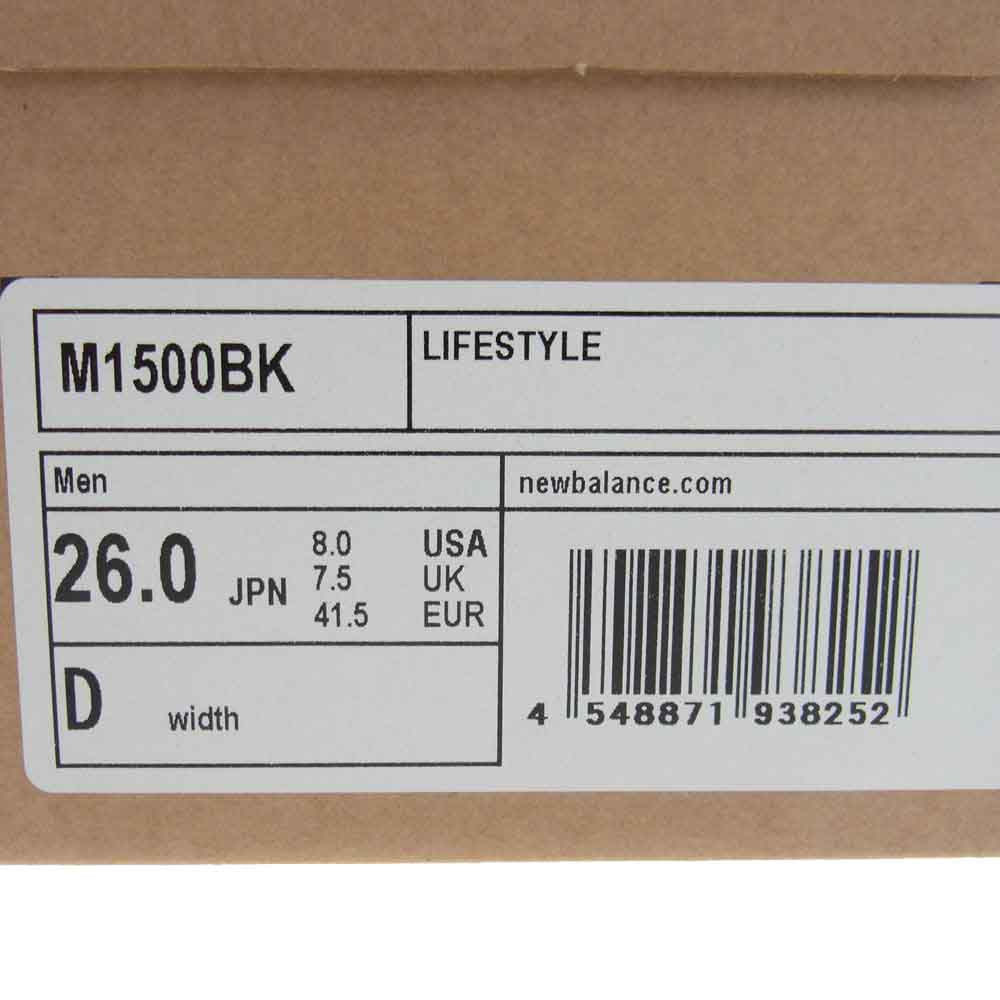 M1500BK
LIFESTYLE
Men
newbalance.com
26.0 JPN
8.0 USA
7.5 UK
41.5 EUR
D width
4 548871 938252